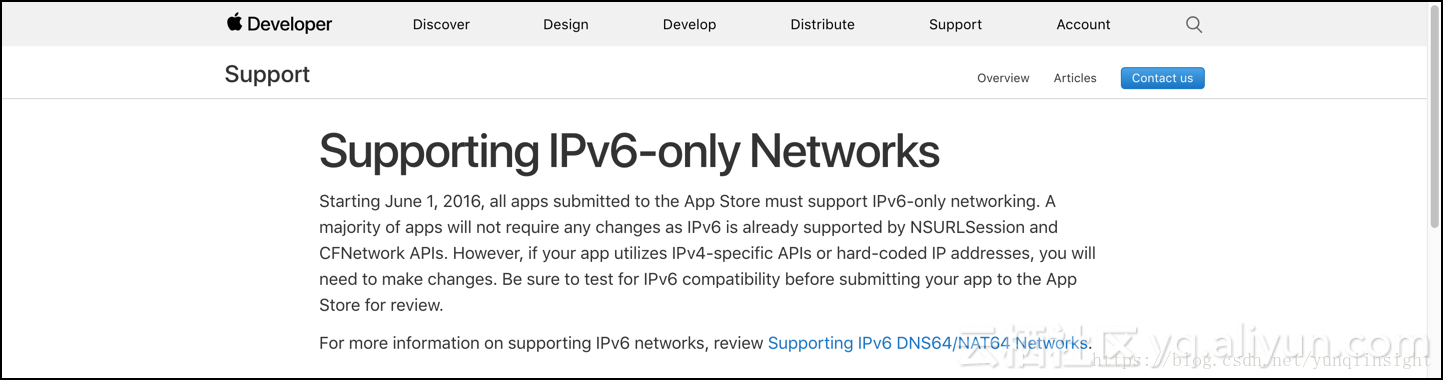 Developer Discover Design Develop Distribute Support Account
Support Overview Articles Contact us
Supporting IPv6-only Networks
Starting June 1, 2016, all apps submitted to the App Store must support IPv6-only networking. A
majority of apps will not require any changes as IPv6 is already supported by NSURLSession and
CFNetwork APIs. However, if your app utilizes IPv4-specific APIs or hard-coded IP addresses, you will
need to make changes. Be sure to test for IPv6 compatibility before submitting your app to the App
Store for review.
For more information on supporting IPv6 networks, review Supporting IPv6 DNS64/NAT64 Networks.
云栖社区 yq.aliyun.com
https://blog.csdn.net/yunqiinsight